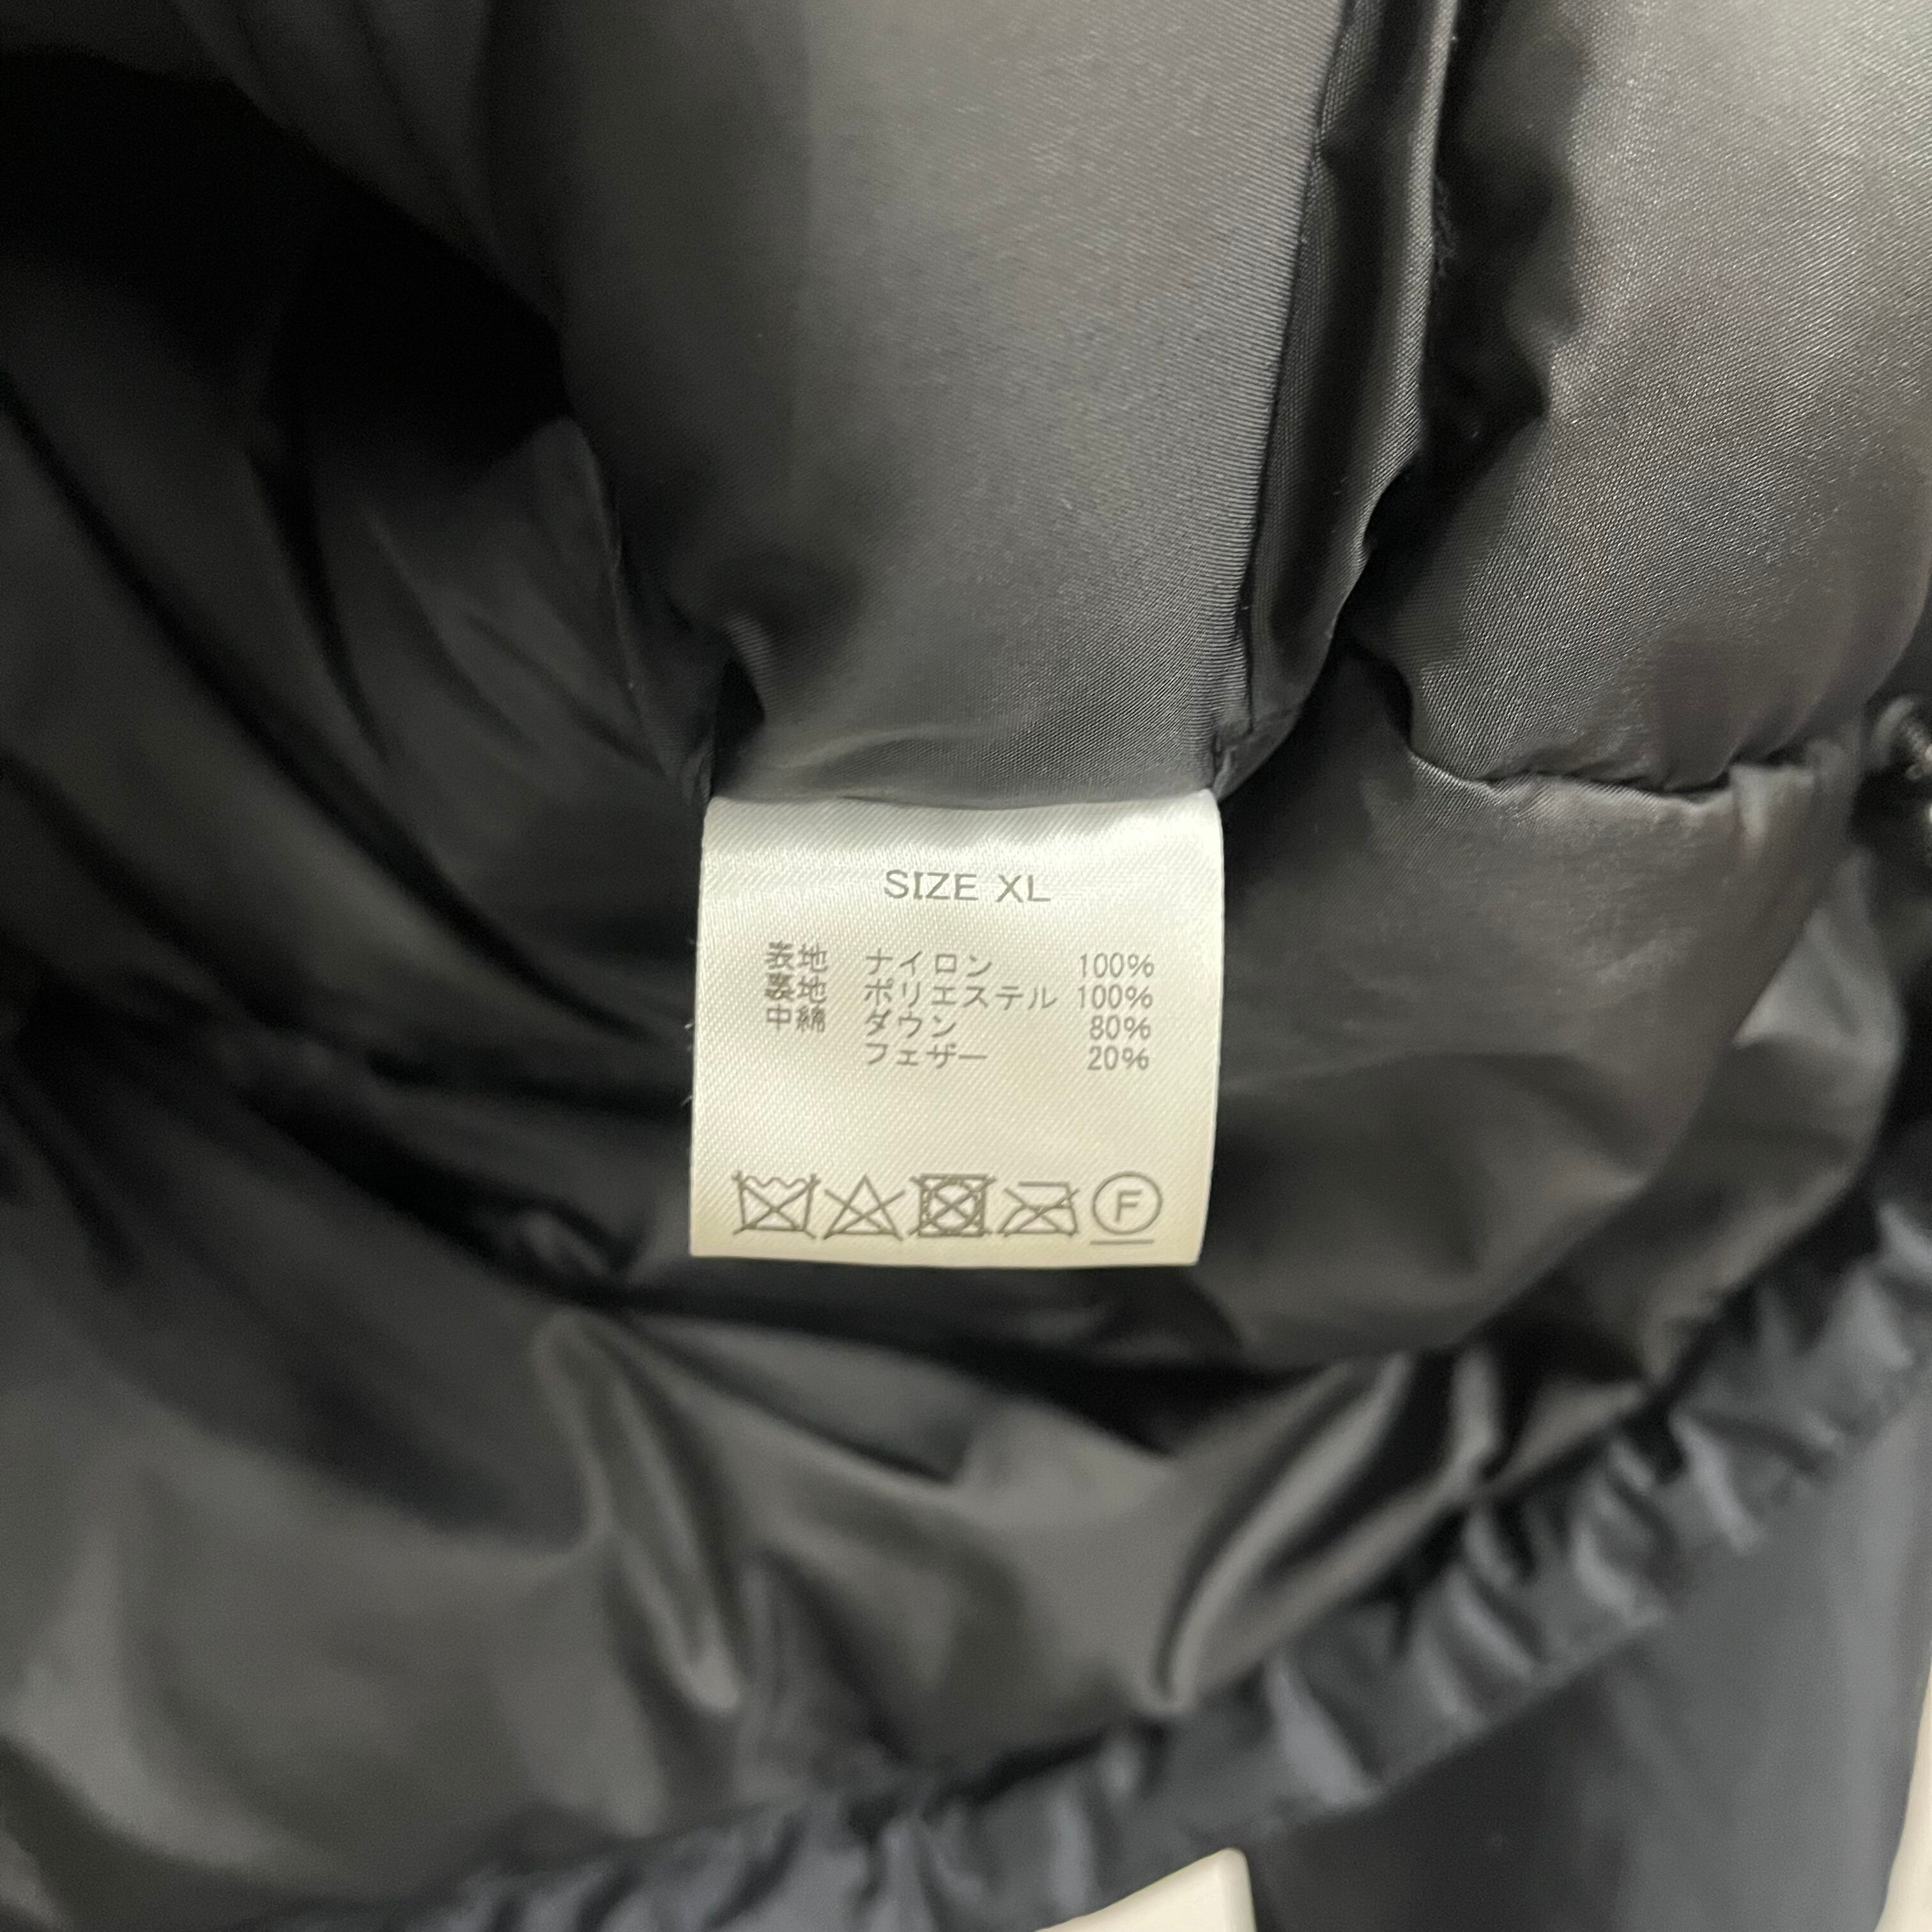 SIZE XL
表地 ナイロン 100%
裏地 ポリエステル 100%
中綿 ダウン 80%
フェザー 20%
F